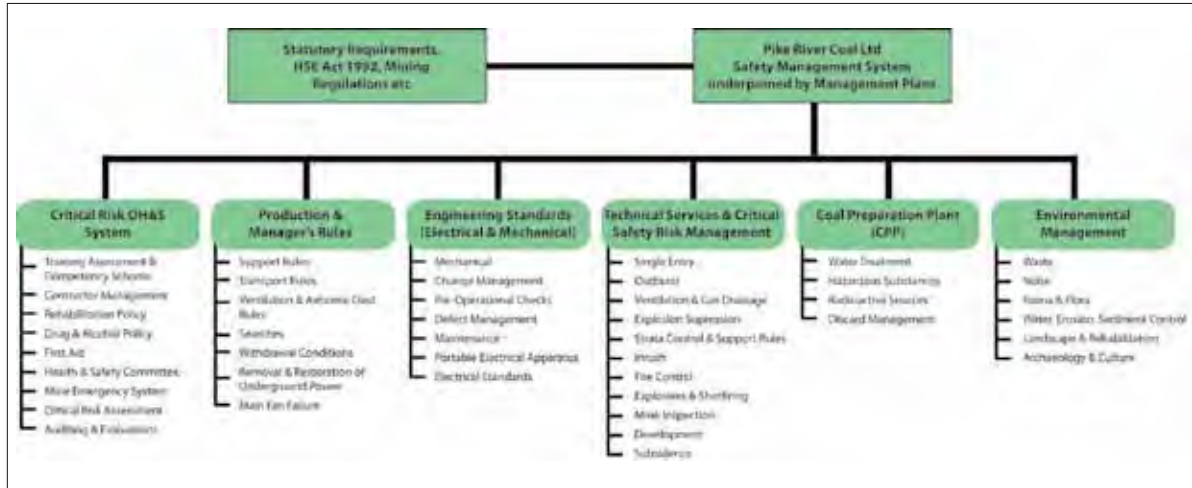 Statutory Requirements,
HSE Act 1992, Mining
Regulations etc
Pike River Coal Ltd
Safety Management System
underpinned by Management Plans
Critical Risk OH&S
System
Training Assessment &
Competency Scheme
Contractor Management
Rehabilitation Policy
Drug & Alcohol Policy
First Aid
Health & Safety Committee
Mine Emergency System
Critical Risk Assessment
Auditing & Evaluations
Production &
Manager's Rules
Support Rules
Transport Rules
Ventilation & Airborne Dust
Rules
Searches
Withdrawal Conditions
Removal & Restoration of
Underground Power
Main Fan Failure
Engineering Standards
(Electrical & Mechanical)
Mechanical
Change Management
Pre-Operational Checks
Defect Management
Maintenance
Portable Electrical Apparatus
Electrical Standards
Technical Services & Critical
Safety Risk Management
Single Entry
Outburst
Ventilation & Gas Drainage
Explosion Supression
Strata Control & Support Rules
Inrush
Fire Control
Explosives & Shotfiring
Mine Inspection
Development
Subsidence
Coal Preparation Plant
(CPP)
Water Treatment
Hazardous Substances
Radioactive Sources
Discard Management
Environmental
Management
Waste
Noise
Fauna & Flora
Water, Erosion, Sediment Control
Landscape & Rehabilitation
Archaeology & Culture